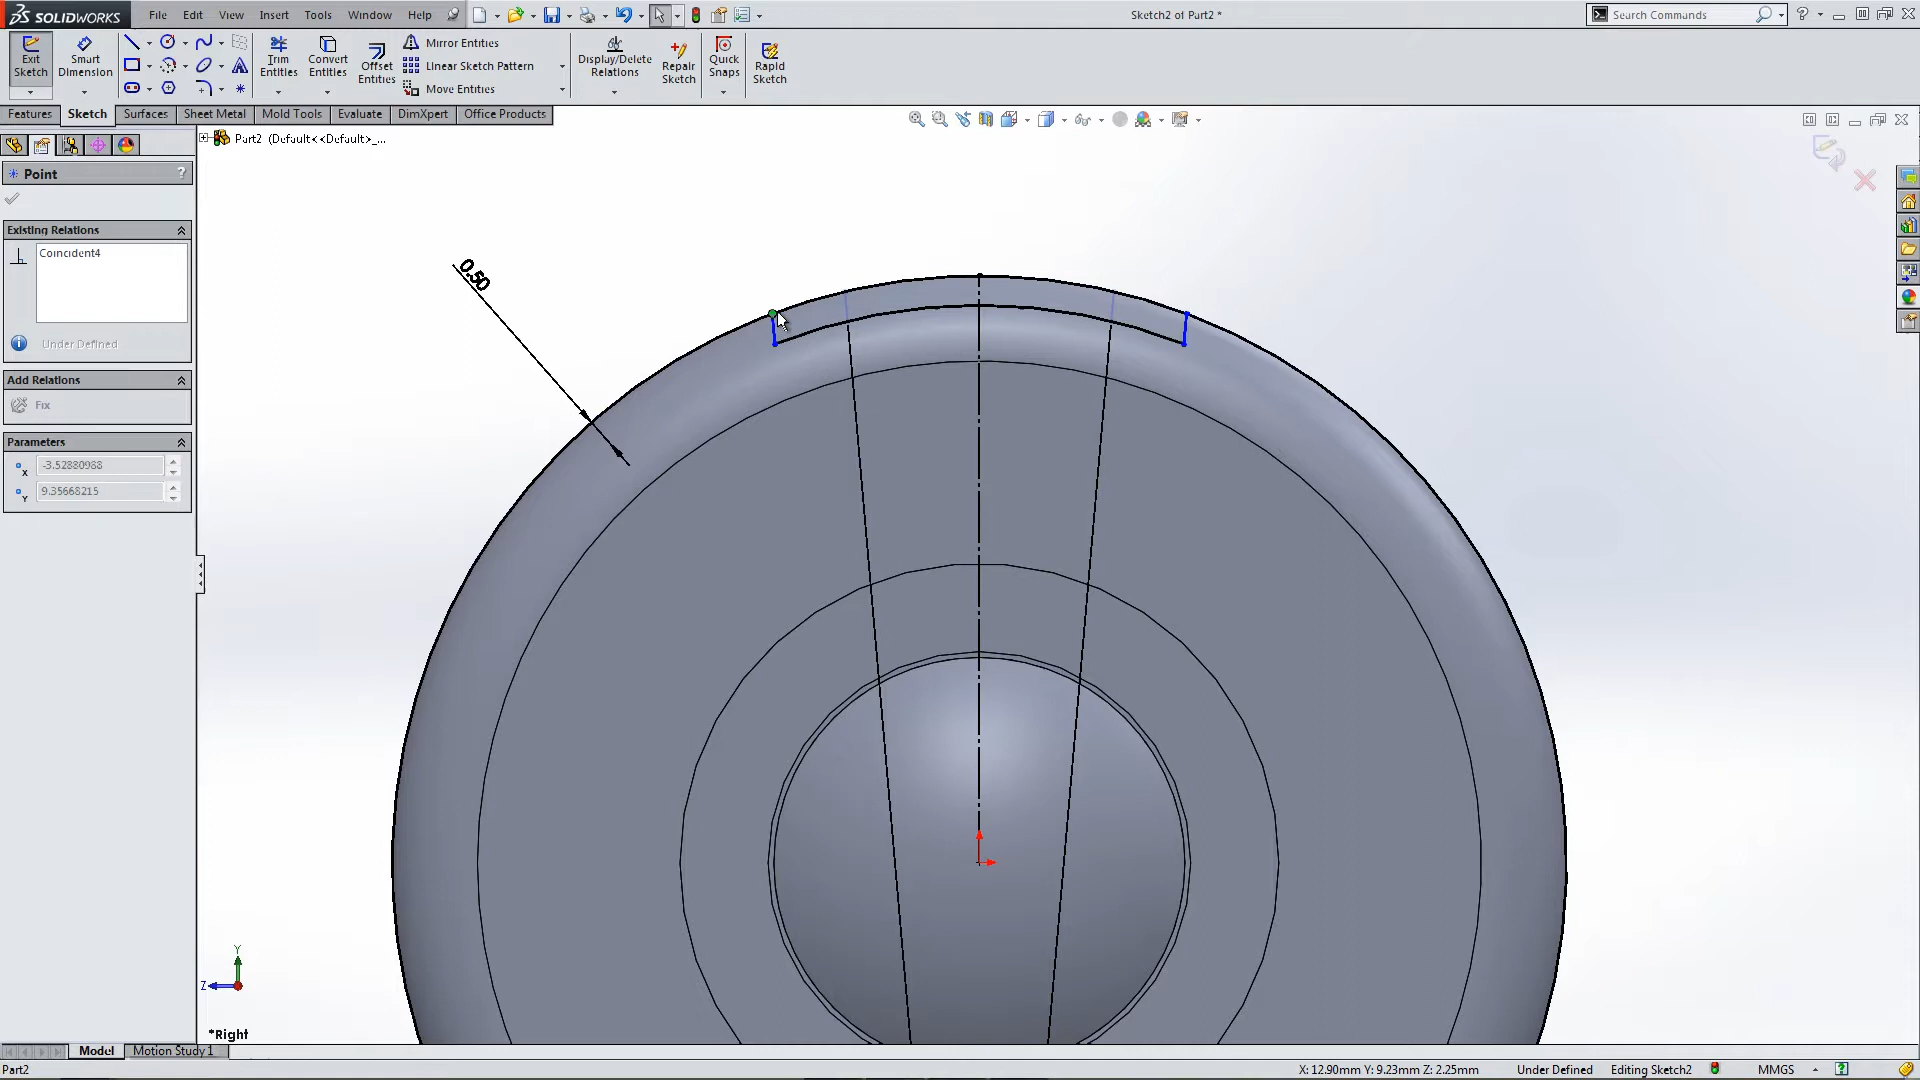 SOLIDWORKS File Edit View Insert Tools Window Help Sketch2 of Part2 * Search Commands
Exit Sketch Smart Dimension Trim Entities Convert Entities Offset Entities Mirror Entities Linear Sketch Pattern Move Entities Display/Delete Relations Repair Sketch Quick Snaps Rapid Sketch
Features Sketch Surfaces Sheet Metal Mold Tools Evaluate DimXpert Office Products
Part2 (Default<<Default>_...
Point ?
Existing Relations
Coincident4
Under Defined
Add Relations
Fix
Parameters
X -3.52880988
Y 9.35668215
0.50
Y
Z
*Right
Model Motion Study 1
Part2 X: 12.90mm Y: 9.23mm Z: 2.25mm Under Defined Editing Sketch2 MMGS